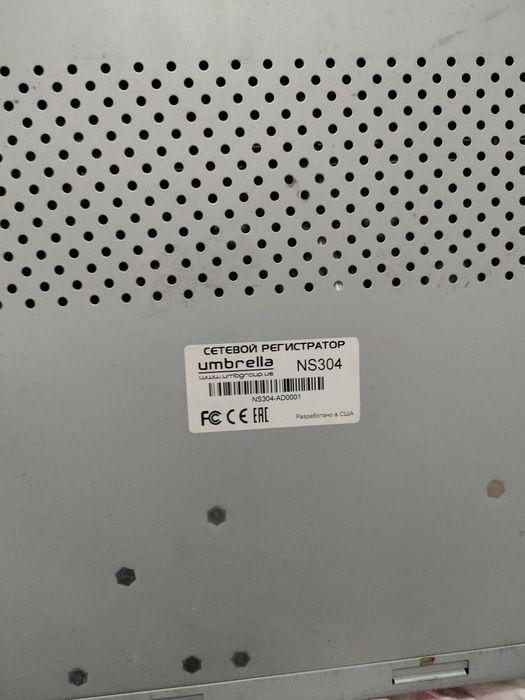 СЕТЕВОЙ РЕГИСТРАТОР
umbrella NS304
www.umbgroup.us
NS304-AD0001
FC CE EAC
Разработано в США